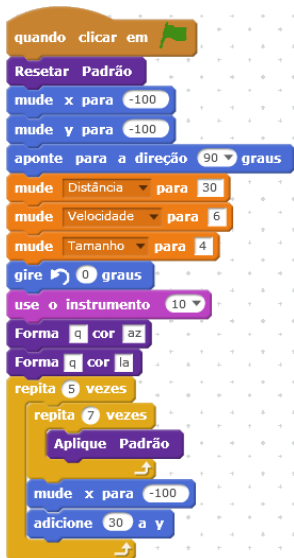 quando clicar em
Resetar Padrão
mude x para -100
mude y para -100
aponte para a direção 90 graus
mude Distância para 30
mude Velocidade para 6
mude Tamanho para 4
gire 0 graus
use o instrumento 10
Forma q cor az
Forma q cor la
repita 5 vezes
repita 7 vezes
Aplique Padrão
mude x para -100
adicione 30 a y